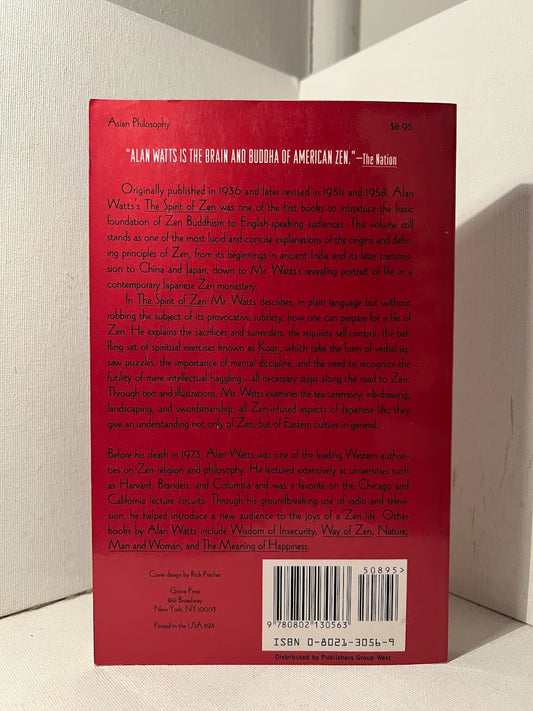 Asian Philosophy
$8.95
"ALAN WATTS IS THE BRAIN AND BUDDHA OF AMERICAN ZEN."—The Nation
Originally published in 1936 and later revised in 1954 and 1958, Alan
Watts's The Spirit of Zen was one of the first books to introduce the basic
foundation of Zen Buddhism to English-speaking audiences. This volume still
stands as one of the most lucid and concise explanations of the origins and defin-
ing principles of Zen, from its beginnings in ancient India and its later transmis-
sion to China and Japan, down to Mr. Watts's revealing portrait of life in a
contemporary Japanese Zen monastery.
In The Spirit of Zen Mr. Watts describes, in plain language but without
robbing the subject of its provocative subtlety, how one can prepare for a life of
Zen. He explains the sacrifices and surrenders, the requisite self-control, the baf-
fling set of spiritual exercises known as Koan, which take the form of verbal jig-
saw puzzles, the importance of mental discipline, and the need to recognize the
futility of mere intellectual haggling—all necessary steps along the road to Zen.
Through text and illustrations, Mr. Watts examines the tea ceremony, ink-drawing,
landscaping, and swordsmanship, all Zen-infused aspects of Japanese life; they
give an understanding not only of Zen, but of Eastern culture in general.
Before his death in 1973, Alan Watts was one of the leading Western authori-
ties on Zen religion and philosophy. He lectured extensively at universities such
as Harvard, Brandeis, and Columbia and was a favorite on the Chicago and
California lecture circuits. Through his groundbreaking use of radio and televi-
sion, he helped introduce a new audience to the joys of a Zen life. Other
books by Alan Watts include Wisdom of Insecurity, Way of Zen, Nature,
Man and Woman, and The Meaning of Happiness.
Cover design by Rick Pracher
Grove Press
841 Broadway
New York, NY 10003
Printed in the USA 1193
50895>
9 780802 130563
ISBN 0-8021-3056-9
Distributed by Publishers Group West